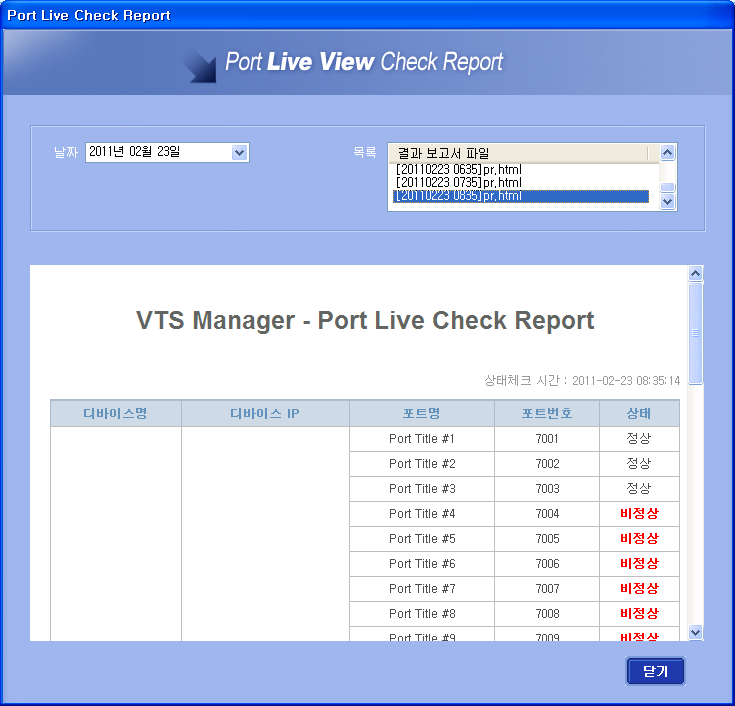 Port Live Check Report
Port Live View Check Report
날짜 2011년 02월 23일 목록 결과 보고서 파일
[20110223 0635]pr,html
[20110223 0735]pr,html
[20110223 0835]pr,html
VTS Manager - Port Live Check Report
상태체크 시간 : 2011-02-23 08:35:14
디바이스명 디바이스 IP 포트명 포트번호 상태
Port Title #1 7001 정상
Port Title #2 7002 정상
Port Title #3 7003 정상
Port Title #4 7004 비정상
Port Title #5 7005 비정상
Port Title #6 7006 비정상
Port Title #7 7007 비정상
Port Title #8 7008 비정상
Port Title #9 7009 비정상
닫기